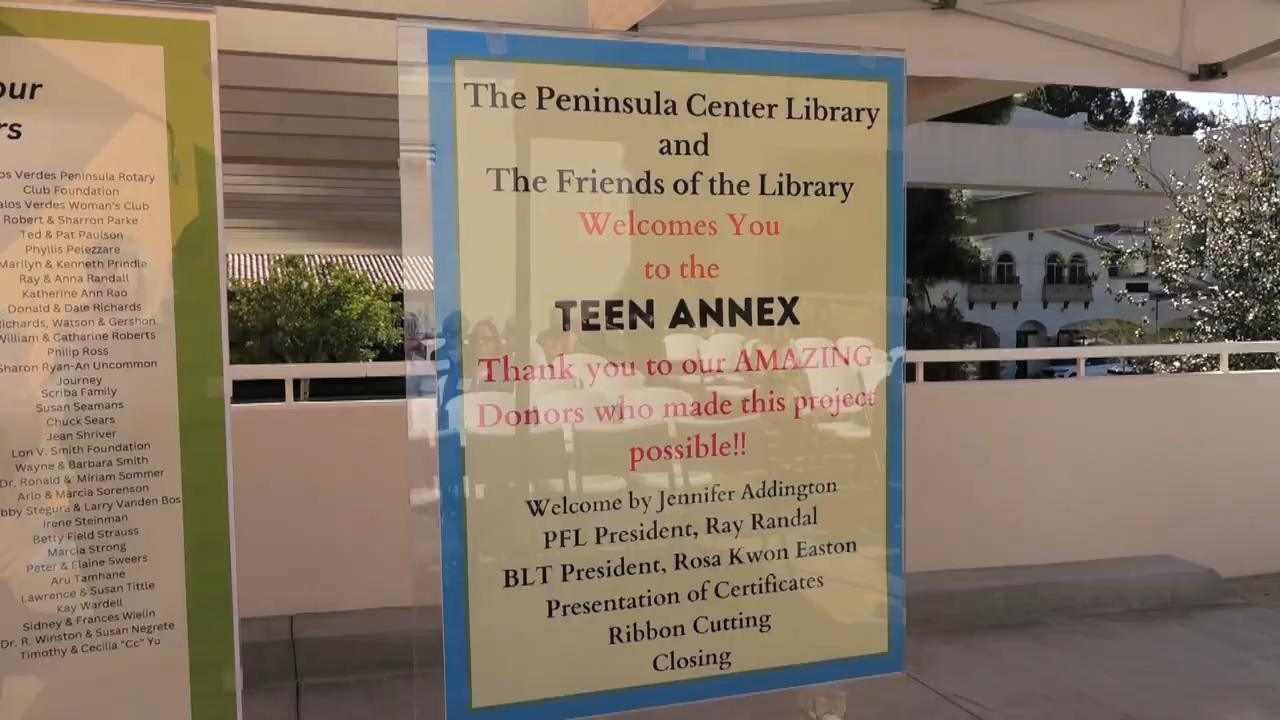 our
rs
os Verdes Peninsula Rotary
Club Foundation
alos Verdes Woman's Club
Robert & Sharron Parke
Ted & Pat Paulson
Phyllis Pelezzare
Marilyn & Kenneth Prindle
Ray & Anna Randall
Katherine Ann Rao
Donald & Dale Richards
ichards, Watson & Gershon
William & Catharine Roberts
Philip Ross
Sharon Ryan-An Uncommon
Journey
Scriba Family
Susan Seamans
Chuck Sears
Jean Shriver
Lon V. Smith Foundation
Wayne & Barbara Smith
Dr. Ronald & Miriam Sommer
Arlo & Marcia Sorenson
bby Stegura & Larry Vanden Bos
Irene Steinman
Betty Field Strauss
Marcia Strong
Peter & Elaine Sweers
Aru Tamhane
Lawrence & Susan Tittle
Kay Wardell
Sidney & Frances Wielin
Dr. R. Winston & Susan Negrete
Timothy & Cecilia "Cc" Yu
The Peninsula Center Library
and
The Friends of the Library
Welcomes You
to the
TEEN ANNEX
Thank you to our AMAZING
Donors who made this project
possible!!
Welcome by Jennifer Addington
PFL President, Ray Randal
BLT President, Rosa Kwon Easton
Presentation of Certificates
Ribbon Cutting
Closing